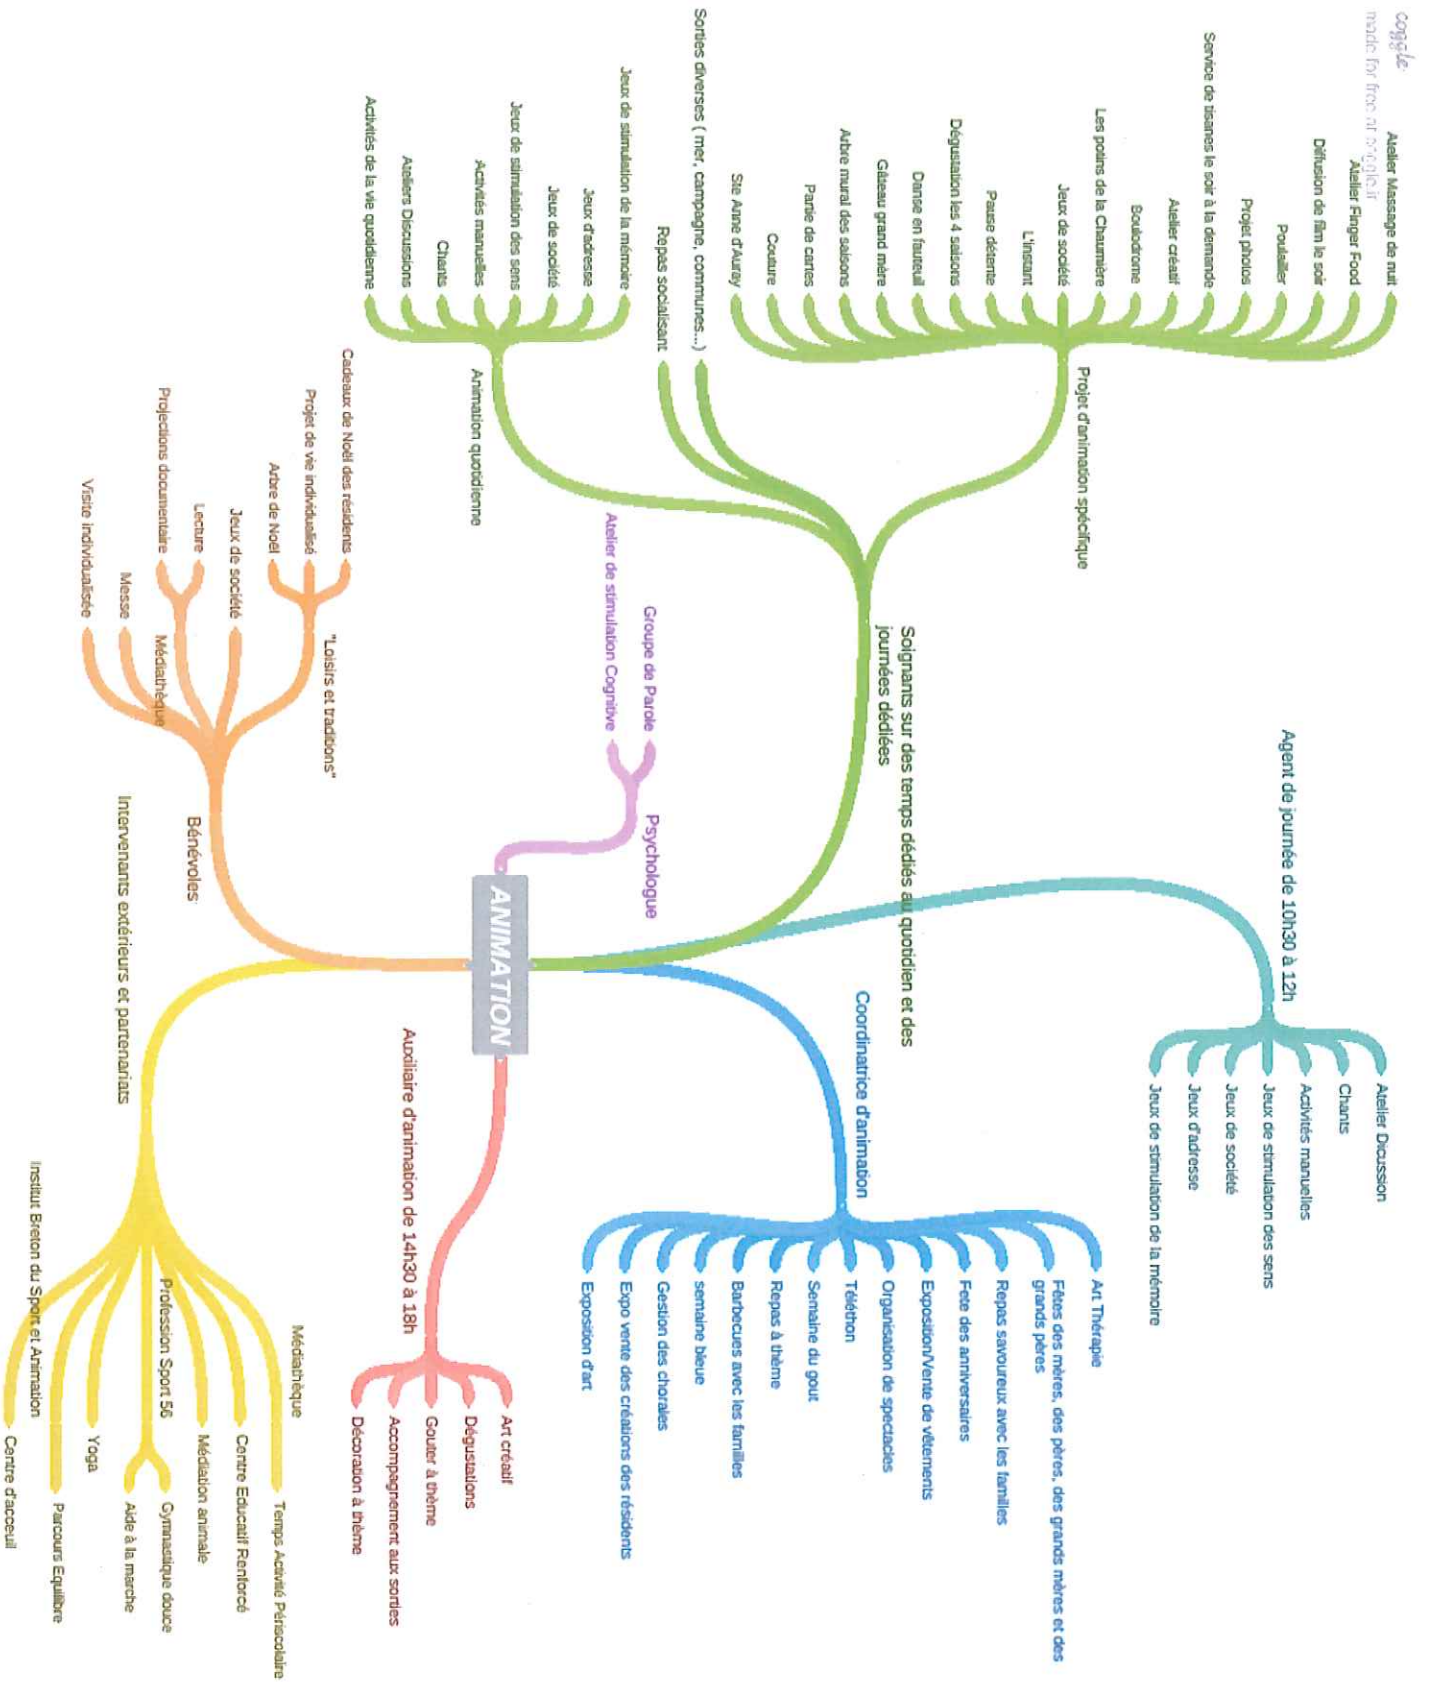 coggle
made for free at coggle.it
Atelier Massage de nuit
Atelier Finger Food
Diffusion de film le soir
Poulailler
Projet photos
Service de tisanes le soir à la demande
Atelier créatif
Boulodrome
Les potins de la Chaumière
Jeux de société
L'instant
Pause détente
Dégustation les 4 saisons
Danse en fauteuil
Gâteau grand mère
Arbre mural des saisons
Partie de cartes
Couture
Ste Anne d'Auray
Projet d'animation spécifique
Sorties diverses ( mer, campagne, communes...)
Repas socialisant
Jeux de stimulation de la mémoire
Jeux d'adresse
Jeux de société
Jeux de stimulation des sens
Activités manuelles
Chants
Ateliers Discussions
Activités de la vie quotidienne
Animation quotidienne
Soignants sur des temps dédiés au quotidien et des
journées dédiées
Groupe de Parole
Atelier de stimulation Cognitive
Psychologue
Cadeaux de Noël des résidents
Projet de vie individualisé
Arbre de Noël
"Loisirs et traditions"
Jeux de société
Lecture
Projections documentaire
Médiathèque
Messe
Visite individualisée
Bénévoles
ANIMATION
Agent de journée de 10h30 à 12h
Atelier Dicussion
Chants
Activités manuelles
Jeux de stimulation des sens
Jeux de société
Jeux d'adresse
Jeux de stimulation de la mémoire
Coordinatrice d'animation
Art Thérapie
Fêtes des mères, des pères, des grands mères et des
grands pères
Repas savoureux avec les familles
Fete des anniversaires
Exposition/Vente de vêtements
Organisation de spectacles
Téléthon
Semaine du gout
Repas à thème
Barbecues avec les familles
semaine bleue
Gestion des chorales
Expo vente des créations des résidents
Exposition d'art
Auxiliaire d'animation de 14h30 à 18h
Art créatif
Dégustations
Gouter à thème
Accompagnement aux sorties
Décoration à thème
Intervenants extérieurs et partenariats
Médiathèque
Temps Activité Périscolaire
Centre Educatif Renforcé
Médiation animale
Profession Sport 56
Gymnastique douce
Aide à la marche
Yoga
Parcours Equilibre
Institut Breton du Sport et Animation
Centre d'acceuil